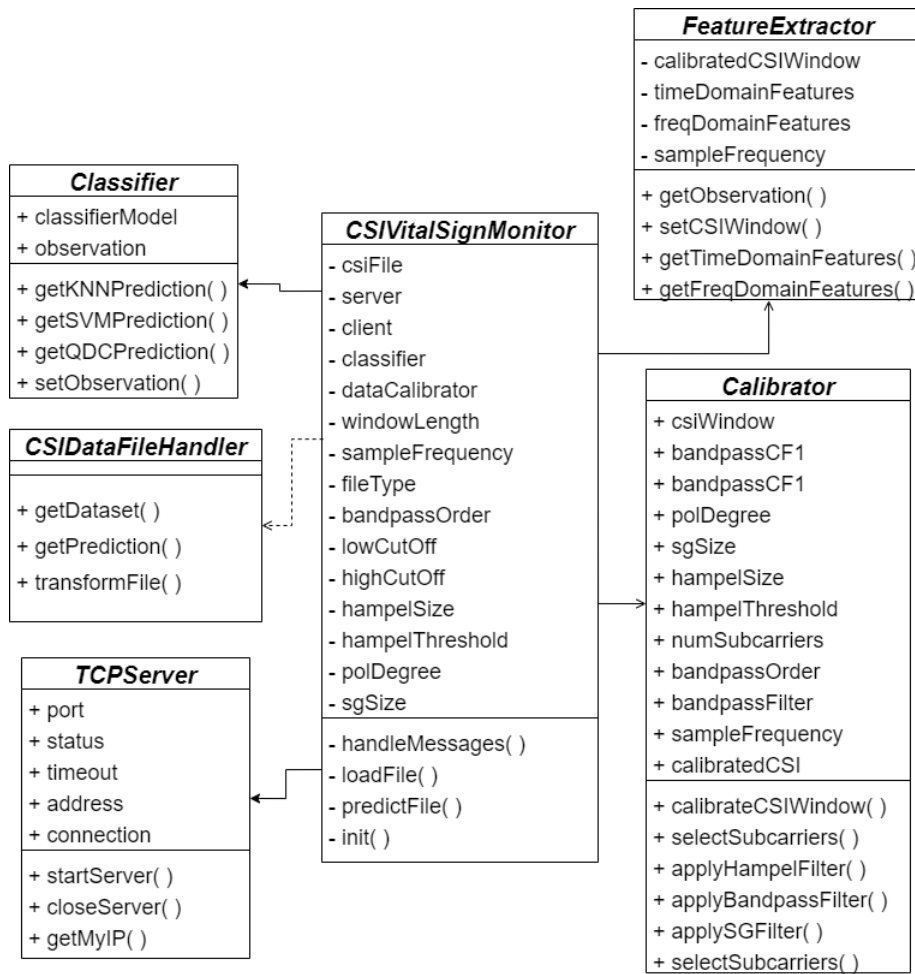 FeatureExtractor
- calibratedCSIWindow
- timeDomainFeatures
- freqDomainFeatures
- sampleFrequency
+ getObservation( )
+ setCSIWindow( )
+ getTimeDomainFeatures( )
+ getFreqDomainFeatures( )
Classifier
+ classifierModel
+ observation
+ getKNNPrediction( )
+ getSVMPrediction( )
+ getQDCPrediction( )
+ setObservation( )
CSIVitalSignMonitor
- csiFile
- server
- client
- classifier
- dataCalibrator
- windowLength
- sampleFrequency
- fileType
- bandpassOrder
- lowCutOff
- highCutOff
- hampelSize
- hampelThreshold
- polDegree
- sgSize
- handleMessages( )
- loadFile( )
- predictFile( )
- init( )
Calibrator
+ csiWindow
+ bandpassCF1
+ bandpassCF1
+ polDegree
+ sgSize
+ hampelSize
+ hampelThreshold
+ numSubcarriers
+ bandpassOrder
+ bandpassFilter
+ sampleFrequency
+ calibratedCSI
+ calibrateCSIWindow( )
+ selectSubcarriers( )
+ applyHampelFilter( )
+ applyBandpassFilter( )
+ applySGFilter( )
+ selectSubcarriers( )
CSIDataFileHandler
+ getDataset( )
+ getPrediction( )
+ transformFile( )
TCPServer
+ port
+ status
+ timeout
+ address
+ connection
+ startServer( )
+ closeServer( )
+ getMyIP( )